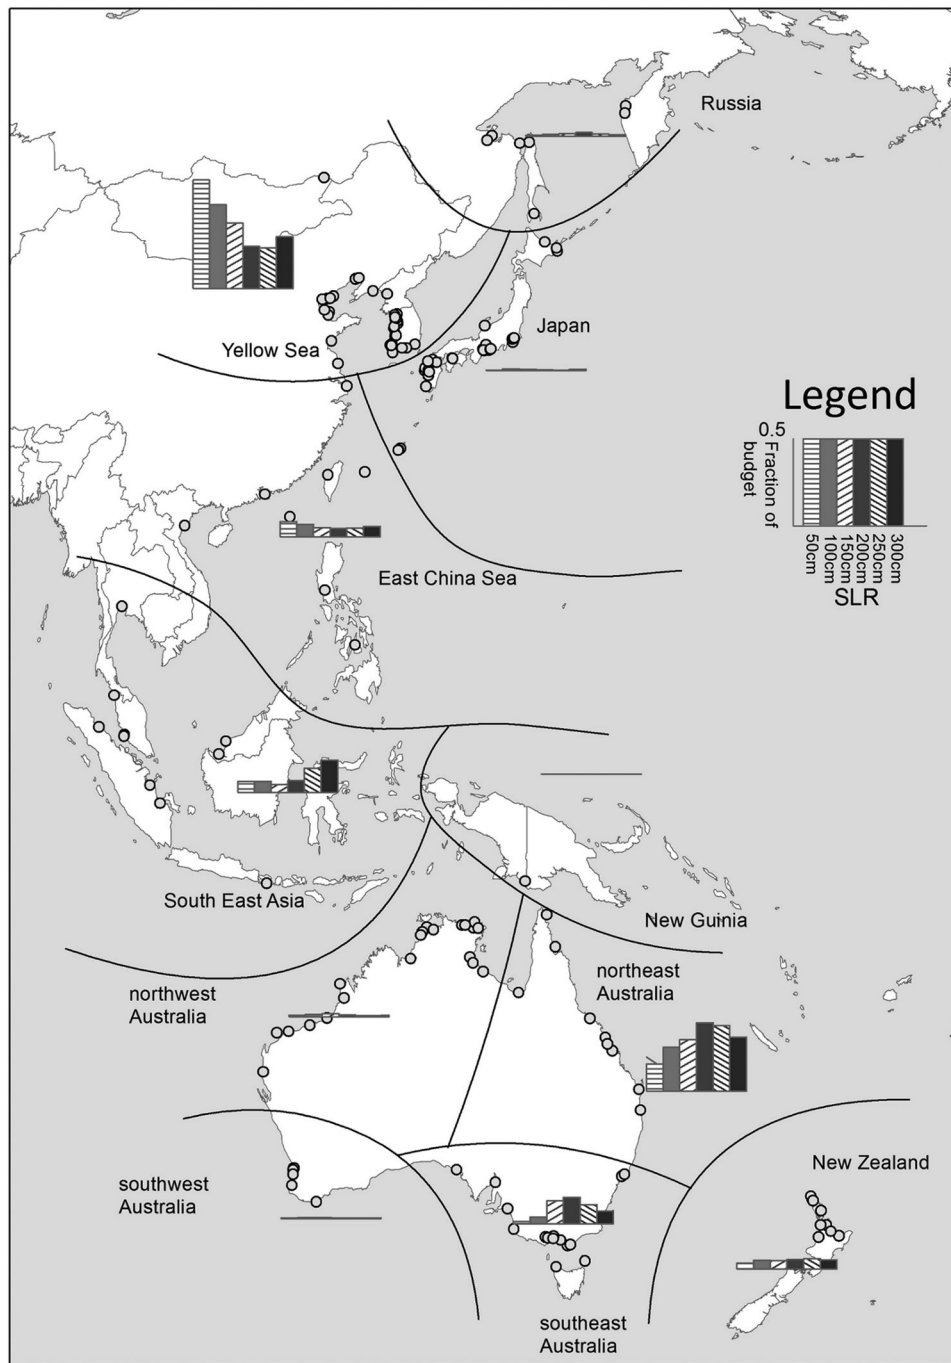 Russia
Japan
Yellow Sea
Legend
0.5
Fraction of
budget
50cm
100cm
150cm
200cm
250cm
300cm
SLR
East China Sea
South East Asia
New Guinia
northwest
Australia
northeast
Australia
southwest
Australia
New Zealand
southeast
Australia